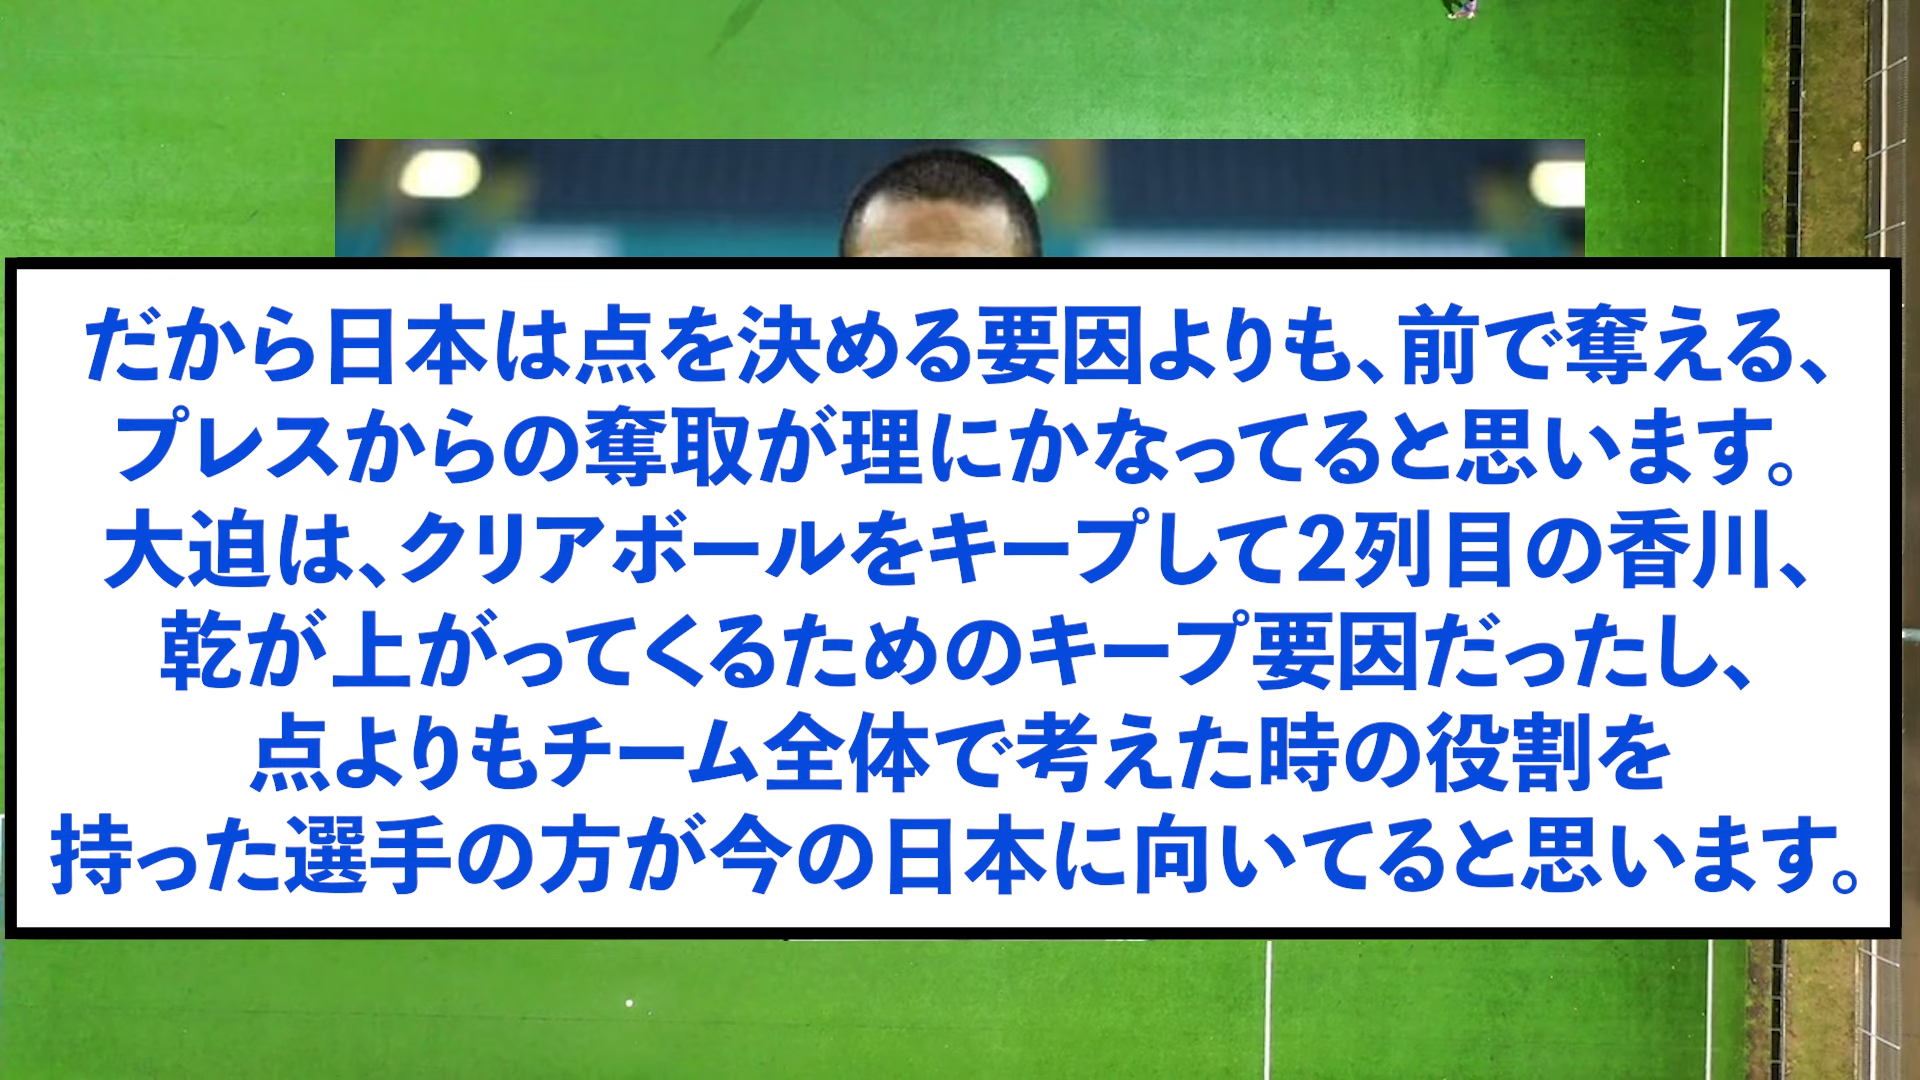 だから日本は点を決める要因よりも、前で奪える、
プレスからの奪取が理にかなってると思います。
大迫は、クリアボールをキープして2列目の香川、
乾が上がってくるためのキープ要因だったし、
点よりもチーム全体で考えた時の役割を
持った選手の方が今の日本に向いてると思います。